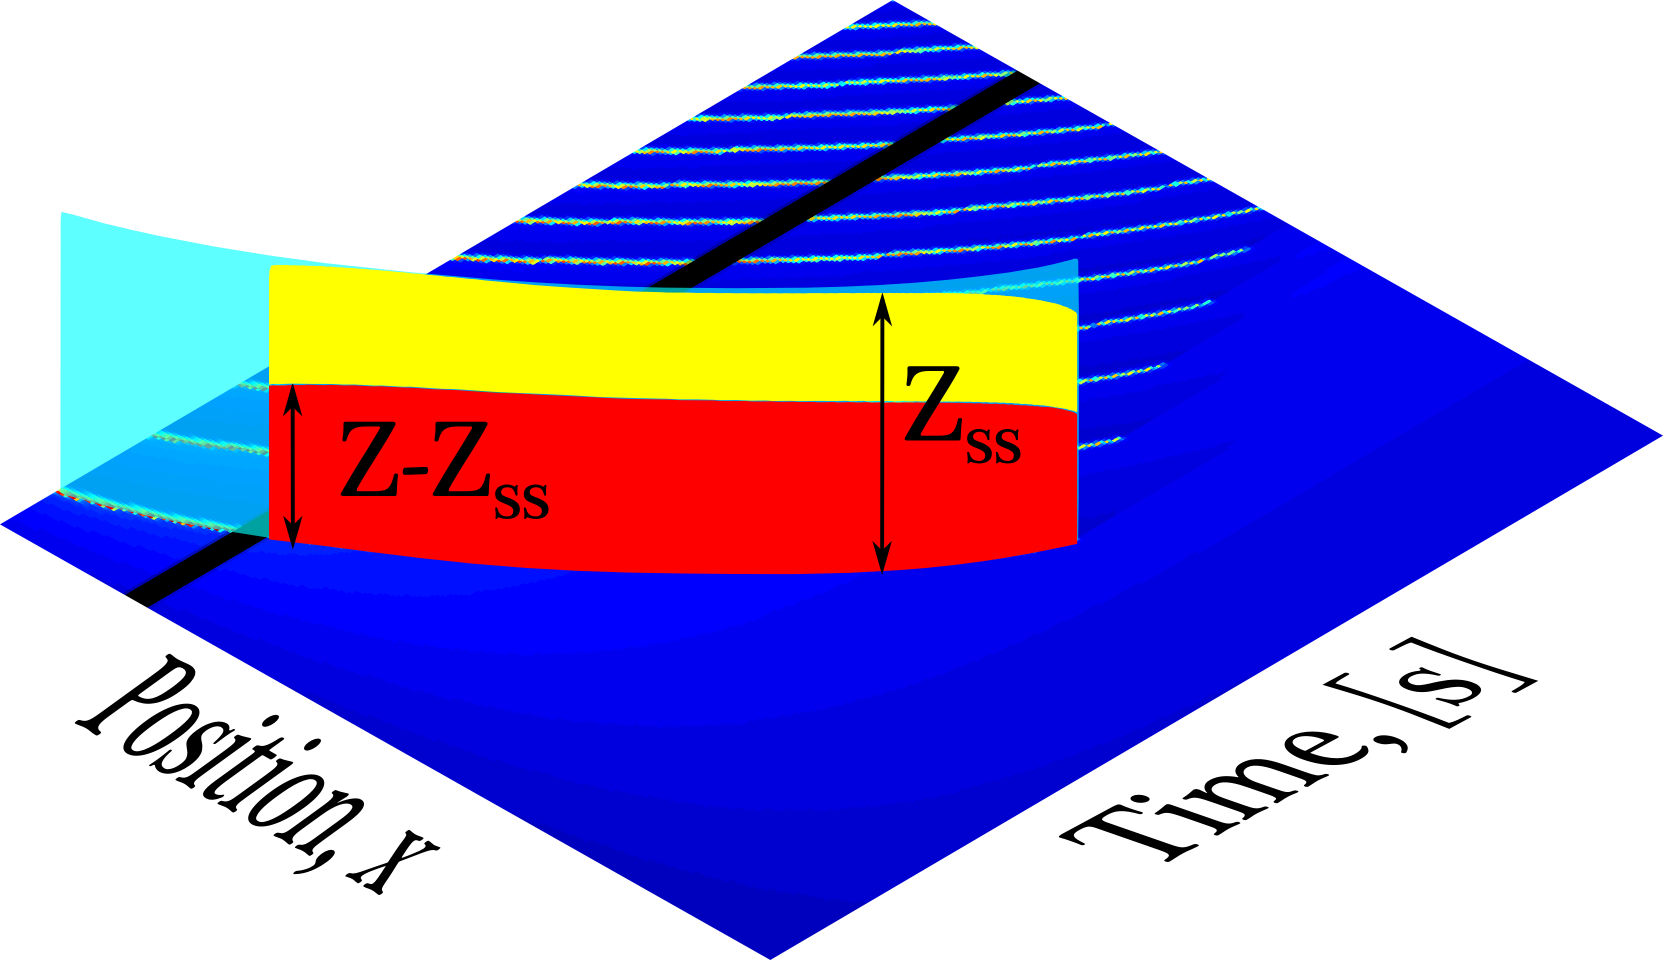 Zss
Z-Zss
Position, x
Time, [s]